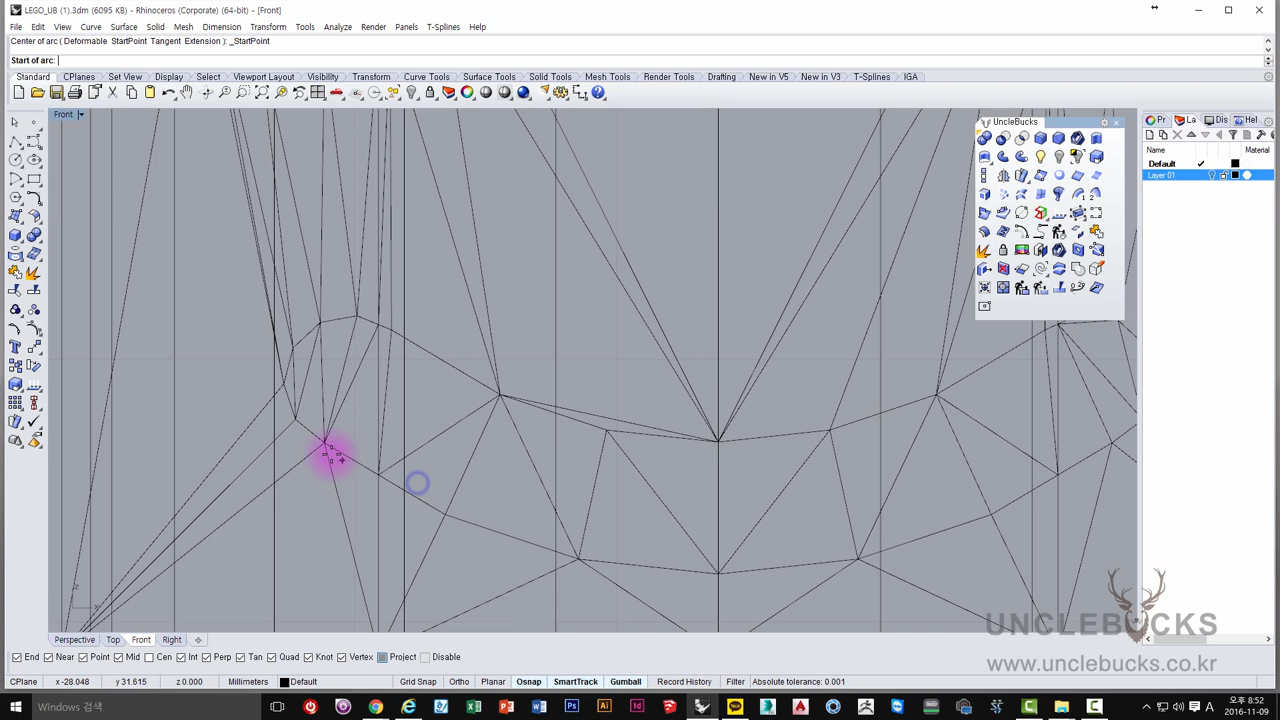 LEGO_UB (1).3dm (6095 KB) - Rhinoceros (Corporate) (64-bit) - [Front]
File Edit View Curve Surface Solid Mesh Dimension Transform Tools Analyze Render Panels T-Splines Help
Center of arc ( Deformable StartPoint Tangent Extension ): _StartPoint
Start of arc:
Standard CPlanes Set View Display Select Viewport Layout Visibility Transform Curve Tools Surface Tools Solid Tools Mesh Tools Render Tools Drafting New in V5 New in V3 T-Splines IGA
Front
UncleBucks
Pr La Dis Hel
Name Material
Default
Layer 01
z
x
UNCLEBUCKS
www.unclebucks.co.kr
Perspective Top Front Right
End Near Point Mid Cen Int Perp Tan Quad Knot Vertex Project Disable
CPlane x -28.048 y 31.615 z 0.000 Millimeters Default Grid Snap Ortho Planar Osnap SmartTrack Gumball Record History Filter Absolute tolerance: 0.001
Windows 검색
A
오후 8:52
2016-11-09